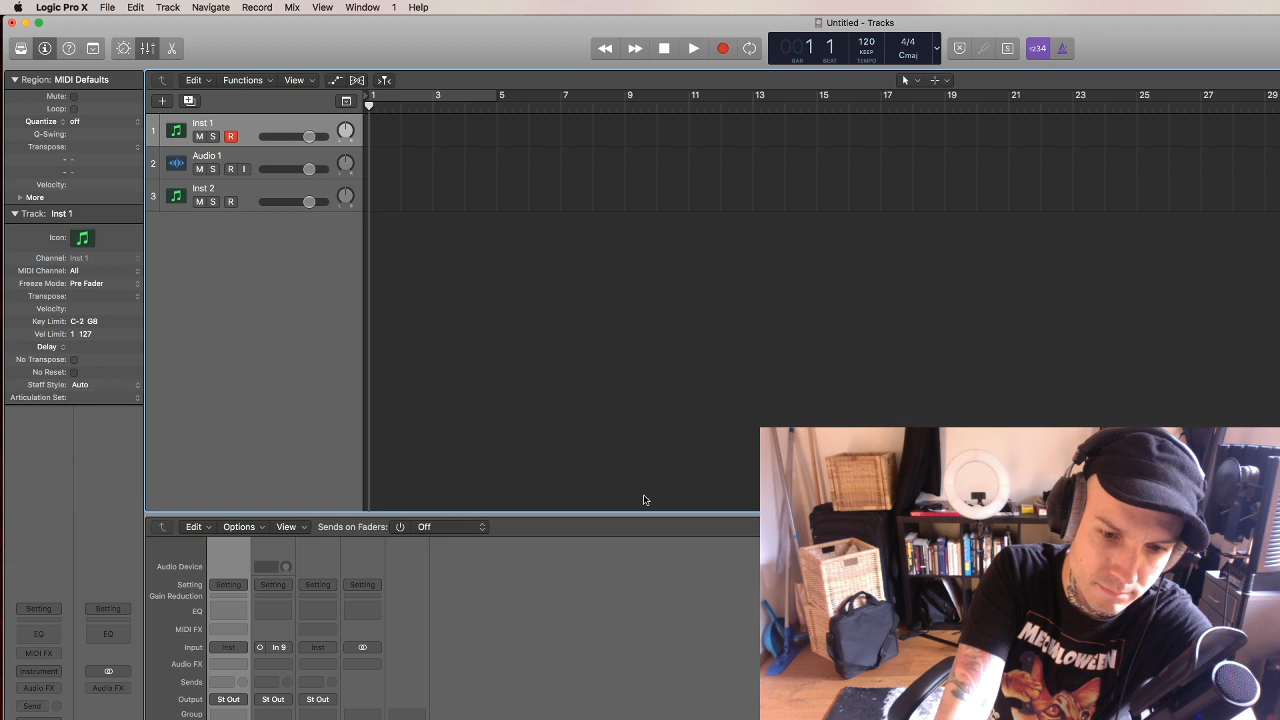 Logic Pro X File Edit Track Navigate Record Mix View Window 1 Help
Untitled - Tracks
1 1 120 4/4
KEEP Cmaj
BAR BEAT TEMPO
1234
Region: MIDI Defaults
Edit Functions View
Mute:
Loop:
Quantize off
Q-Swing:
Transpose:
Velocity:
More
Track: Inst 1
Icon:
Channel: Inst 1
MIDI Channel: All
Freeze Mode: Pre Fader
Transpose:
Velocity:
Key Limit: C-2 G8
Vel Limit: 1 127
Delay
No Transpose:
No Reset:
Staff Style: Auto
Articulation Set:
1 3 5 7 9 11 13 15 17 19 21 23 25 27 29
1 Inst 1
M S R
L R
2 Audio 1
M S R I
L R
3 Inst 2
M S R
L R
Edit Options View Sends on Faders: Off
Audio Device
Setting Setting Setting Setting Setting
Gain Reduction
EQ
MIDI FX
Input Inst In 9 Inst
Audio FX
Sends
Output St Out St Out St Out
Group
Setting Setting
EQ EQ
MIDI FX
Instrument
Audio FX Audio FX
Send
MEOWLOWEEN